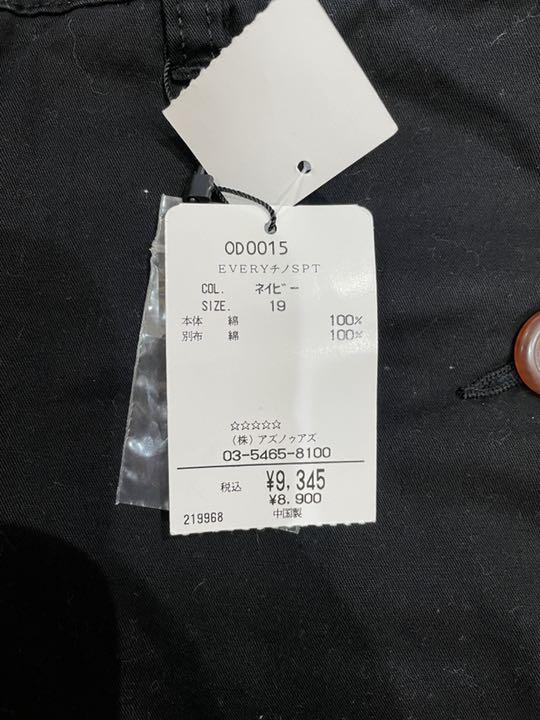 OD0015
EVERYチノSPT
COL. ネイビー
SIZE. 19
本体 綿 100%
別布 綿 100%
☆☆☆☆☆
(株)アズノゥアズ
03-5465-8100
税込 ¥9,345
¥8,900
219968 中国製